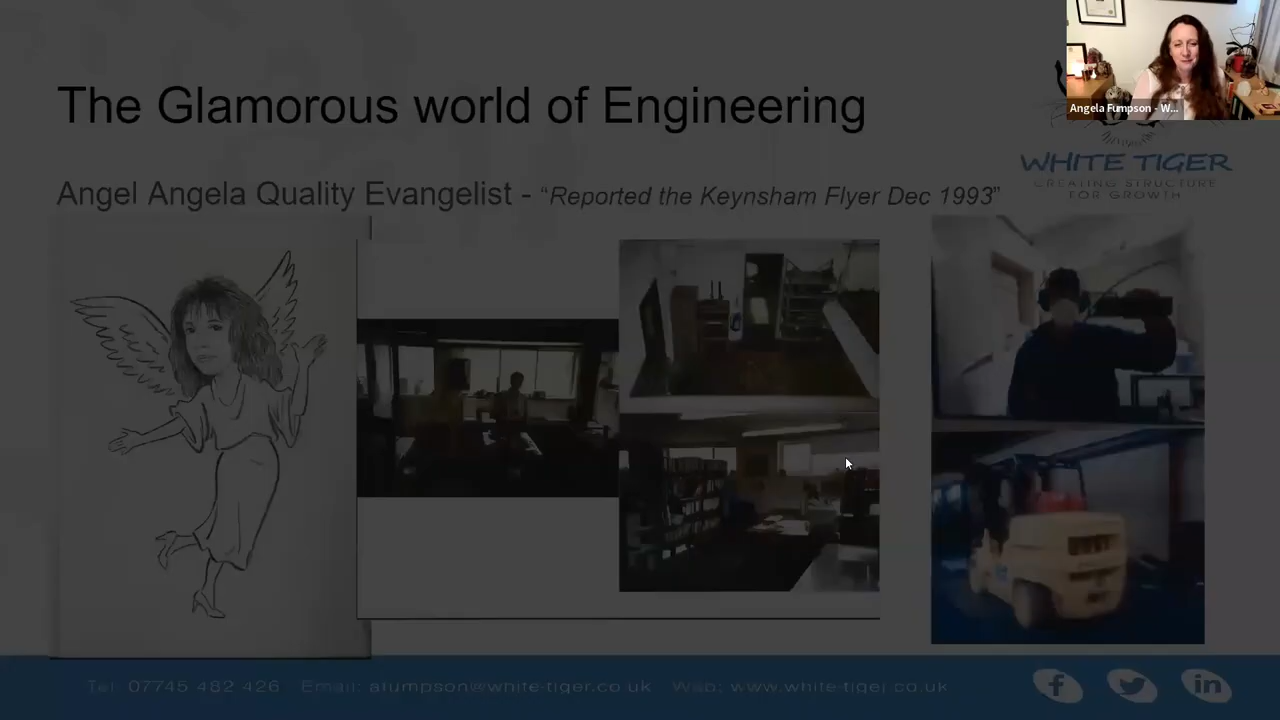 The Glamorous world of Engineering
Angela Fumpson - W...
WHITE TIGER
CREATING STRUCTURE
FOR GROWTH
Angel Angela Quality Evangelist - “Reported the Keynsham Flyer Dec 1993”
Tel: 07745 482 426 Email: afumpson@white-tiger.co.uk Web: www.white-tiger.co.uk
f in